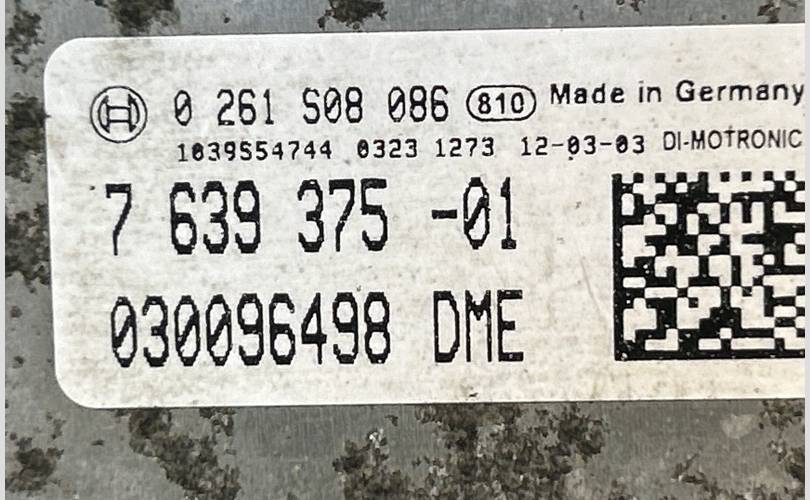 0 261 S08 086 810 Made in Germany
1039S54744 0323 1273 12-03-03 DI-MOTRONIC
7 639 375 -01
030096498 DME